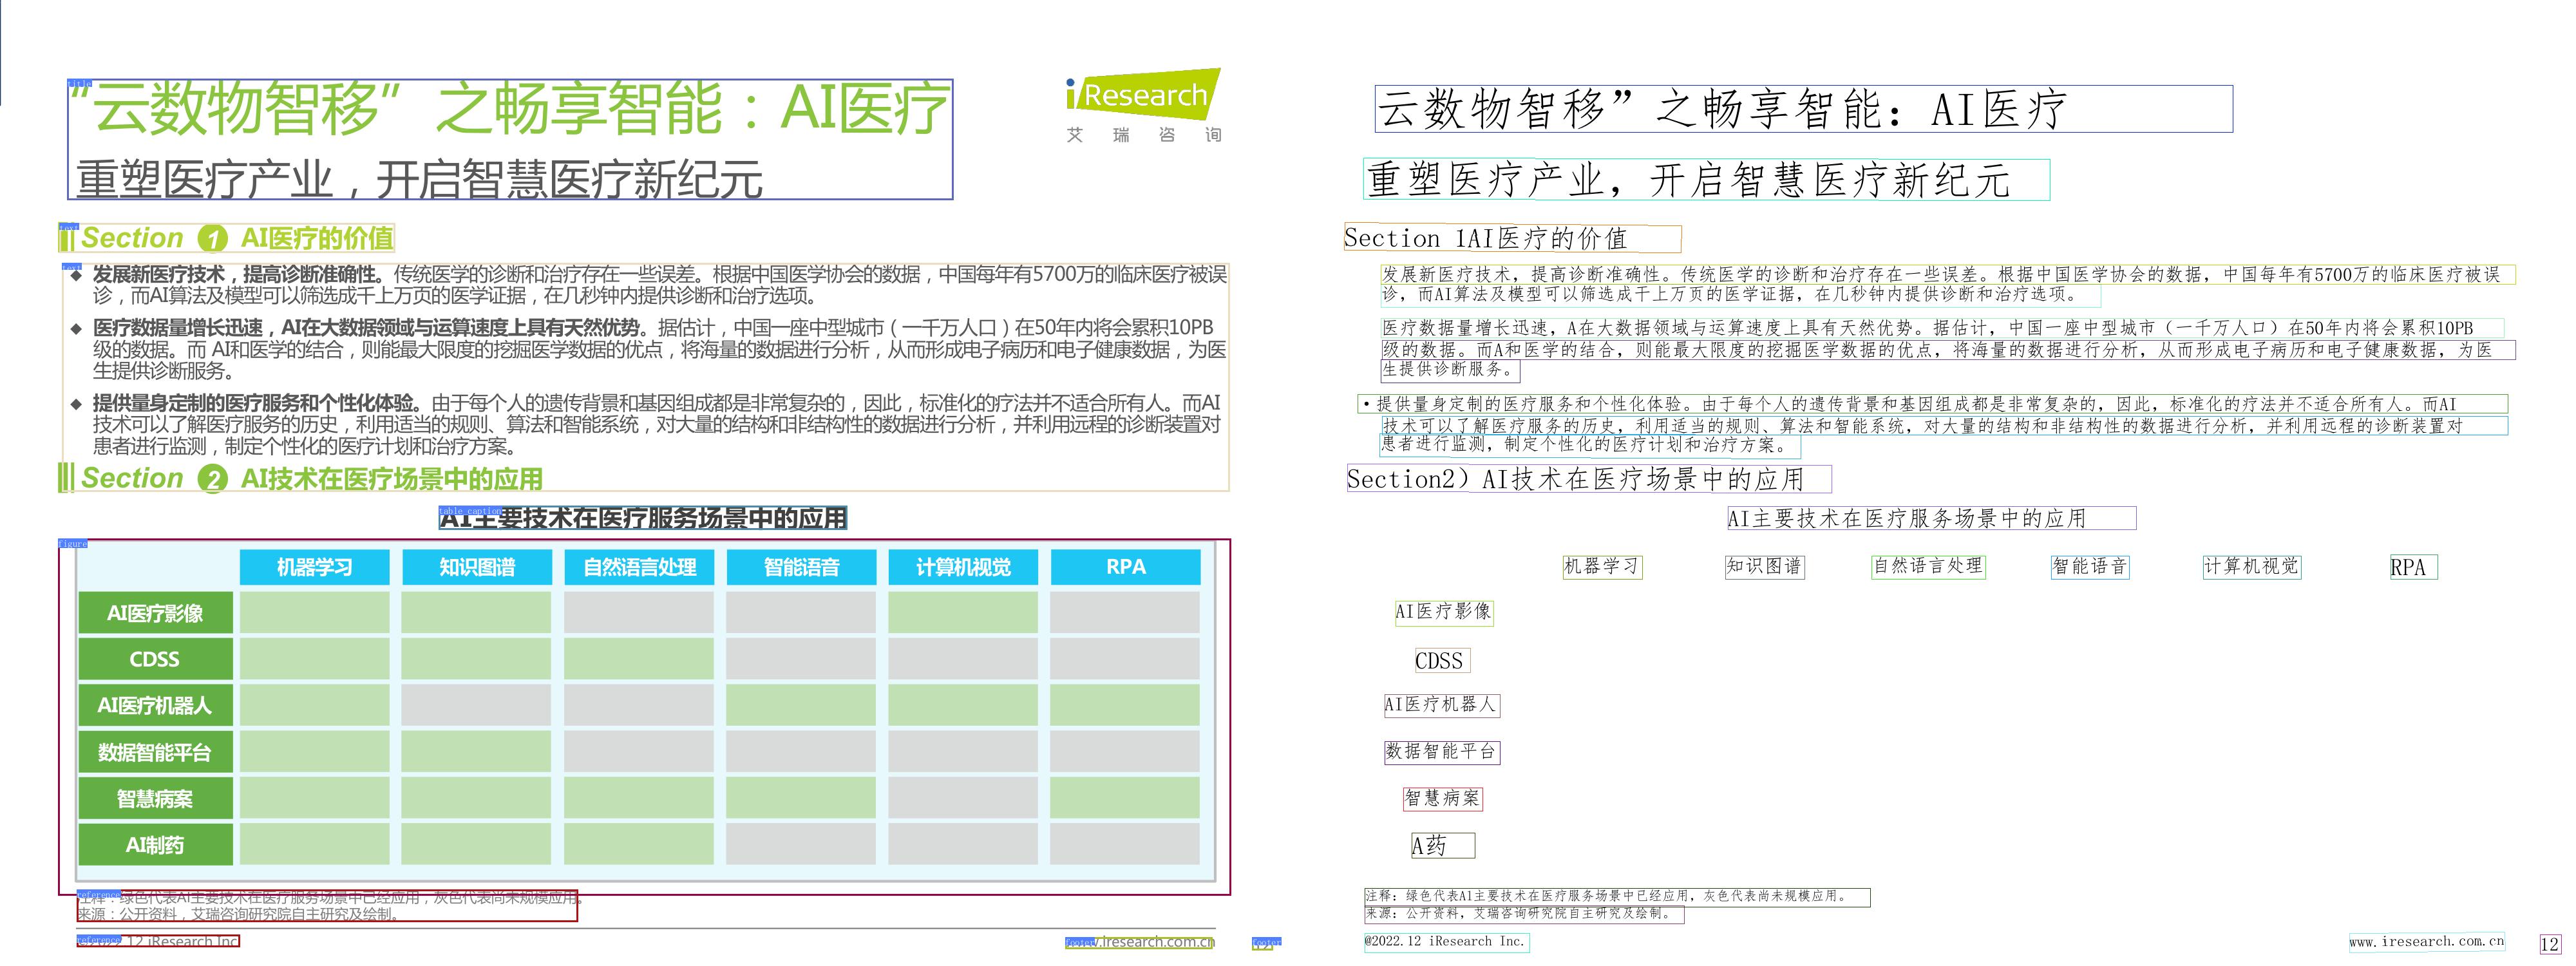 “云数物智移”之畅享智能：AI医疗
重塑医疗产业，开启智慧医疗新纪元
iResearch
艾瑞咨询
Section 1 AI医疗的价值
◆ 发展新医疗技术，提高诊断准确性。传统医学的诊断和治疗存在一些误差。根据中国医学协会的数据，中国每年有5700万的临床医疗被误
诊，而AI算法及模型可以筛选成千上万页的医学证据，在几秒钟内提供诊断和治疗选项。
◆ 医疗数据量增长迅速，AI在大数据领域与运算速度上具有天然优势。据估计，中国一座中型城市（一千万人口）在50年内将会累积10PB
级的数据。而 AI和医学的结合，则能最大限度的挖掘医学数据的优点，将海量的数据进行分析，从而形成电子病历和电子健康数据，为医
生提供诊断服务。
◆ 提供量身定制的医疗服务和个性化体验。由于每个人的遗传背景和基因组成都是非常复杂的，因此，标准化的疗法并不适合所有人。而AI
技术可以了解医疗服务的历史，利用适当的规则、算法和智能系统，对大量的结构和非结构性的数据进行分析，并利用远程的诊断装置对
患者进行监测，制定个性化的医疗计划和治疗方案。
Section 2 AI技术在医疗场景中的应用
table caption
AI主要技术在医疗服务场景中的应用
figure
机器学习 知识图谱 自然语言处理 智能语音 计算机视觉 RPA
AI医疗影像
CDSS
AI医疗机器人
数据智能平台
智慧病案
AI制药
reference
注释：绿色代表AI主要技术在医疗服务场景中已经应用，灰色代表尚未规模应用。
来源：公开资料，艾瑞咨询研究院自主研究及绘制。
reference
12 iResearch Inc
footer
w.iresearch.com.cn
footer
云数物智移”之畅享智能：AI医疗
重塑医疗产业，开启智慧医疗新纪元
Section 1AI医疗的价值
发展新医疗技术，提高诊断准确性。传统医学的诊断和治疗存在一些误差。根据中国医学协会的数据，中国每年有5700万的临床医疗被误
诊，而AI算法及模型可以筛选成千上万页的医学证据，在几秒钟内提供诊断和治疗选项。
医疗数据量增长迅速，A在大数据领域与运算速度上具有天然优势。据估计，中国一座中型城市（一千万人口）在50年内将会累积10PB
级的数据。而A和医学的结合，则能最大限度的挖掘医学数据的优点，将海量的数据进行分析，从而形成电子病历和电子健康数据，为医
生提供诊断服务。
•提供量身定制的医疗服务和个性化体验。由于每个人的遗传背景和基因组成都是非常复杂的，因此，标准化的疗法并不适合所有人。而AI
技术可以了解医疗服务的历史，利用适当的规则、算法和智能系统，对大量的结构和非结构性的数据进行分析，并利用远程的诊断装置对
患者进行监测，制定个性化的医疗计划和治疗方案。
Section2）AI技术在医疗场景中的应用
AI主要技术在医疗服务场景中的应用
机器学习 知识图谱 自然语言处理 智能语音 计算机视觉 RPA
AI医疗影像
CDSS
AI医疗机器人
数据智能平台
智慧病案
A药
注释：绿色代表AI主要技术在医疗服务场景中已经应用，灰色代表尚未规模应用。
来源：公开资料，艾瑞咨询研究院自主研究及绘制。
@2022.12 iResearch Inc.
www.iresearch.com.cn
12